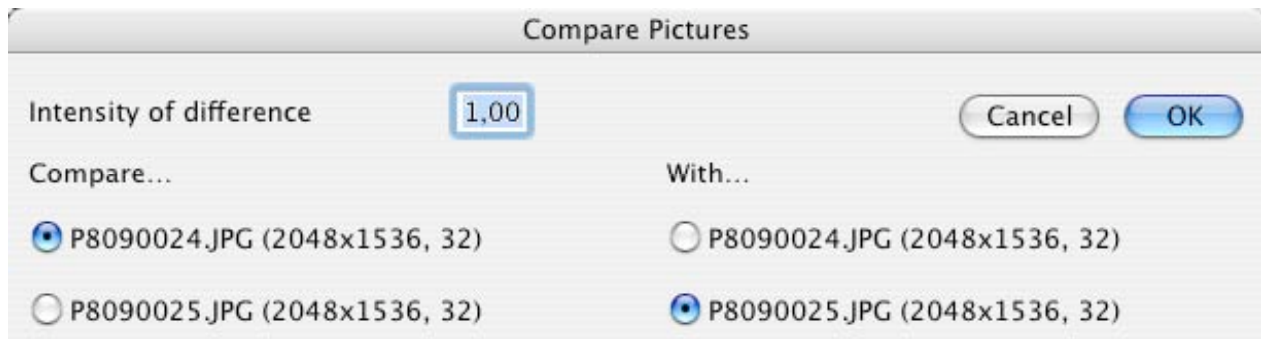 Compare Pictures
Intensity of difference 1,00 Cancel OK
Compare... With...
P8090024.JPG (2048x1536, 32) P8090024.JPG (2048x1536, 32)
P8090025.JPG (2048x1536, 32) P8090025.JPG (2048x1536, 32)